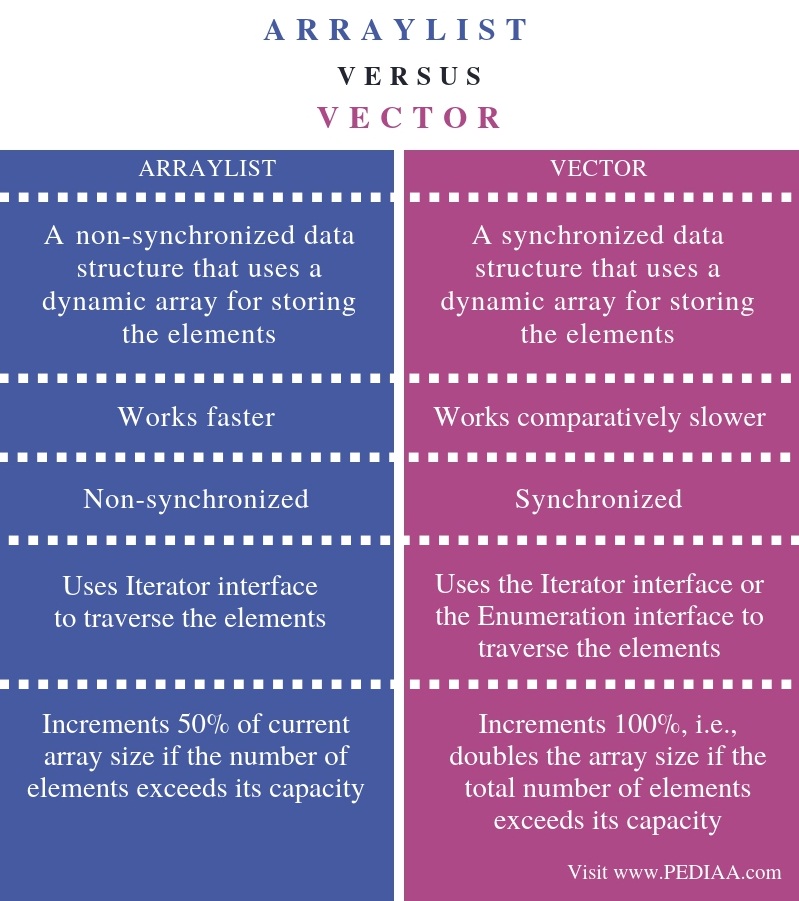 ARRAYLIST
VERSUS
VECTOR
ARRAYLIST
A non-synchronized data
structure that uses a
dynamic array for storing
the elements
Works faster
Non-synchronized
Uses Iterator interface
to traverse the elements
Increments 50% of current
array size if the number of
elements exceeds its capacity
VECTOR
A synchronized data
structure that uses a
dynamic array for storing
the elements
Works comparatively slower
Synchronized
Uses the Iterator interface or
the Enumeration interface to
traverse the elements
Increments 100%, i.e.,
doubles the array size if the
total number of elements
exceeds its capacity
Visit www.PEDIAA.com